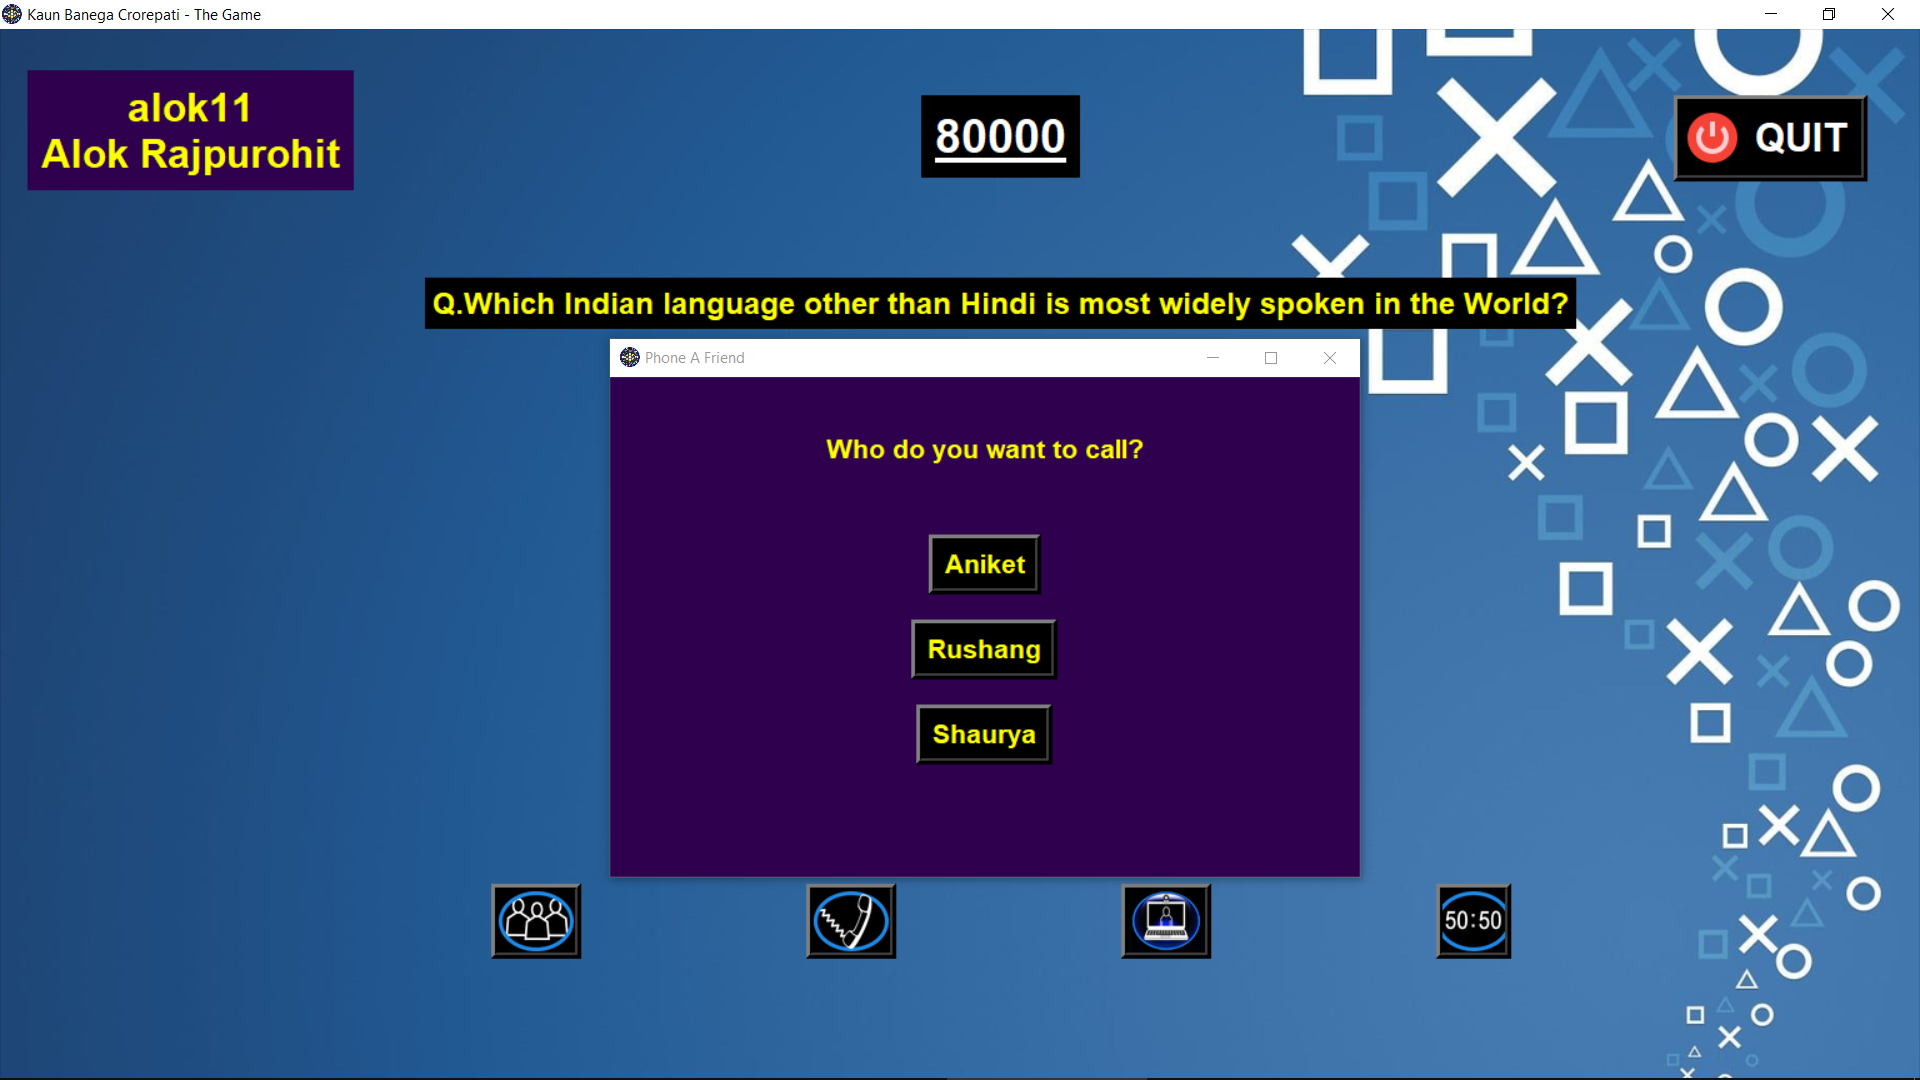 Kaun Banega Crorepati - The Game
alok11
Alok Rajpurohit
80000
QUIT
Q.Which Indian language other than Hindi is most widely spoken in the World?
Phone A Friend
Who do you want to call?
Aniket
Rushang
Shaurya
50:50